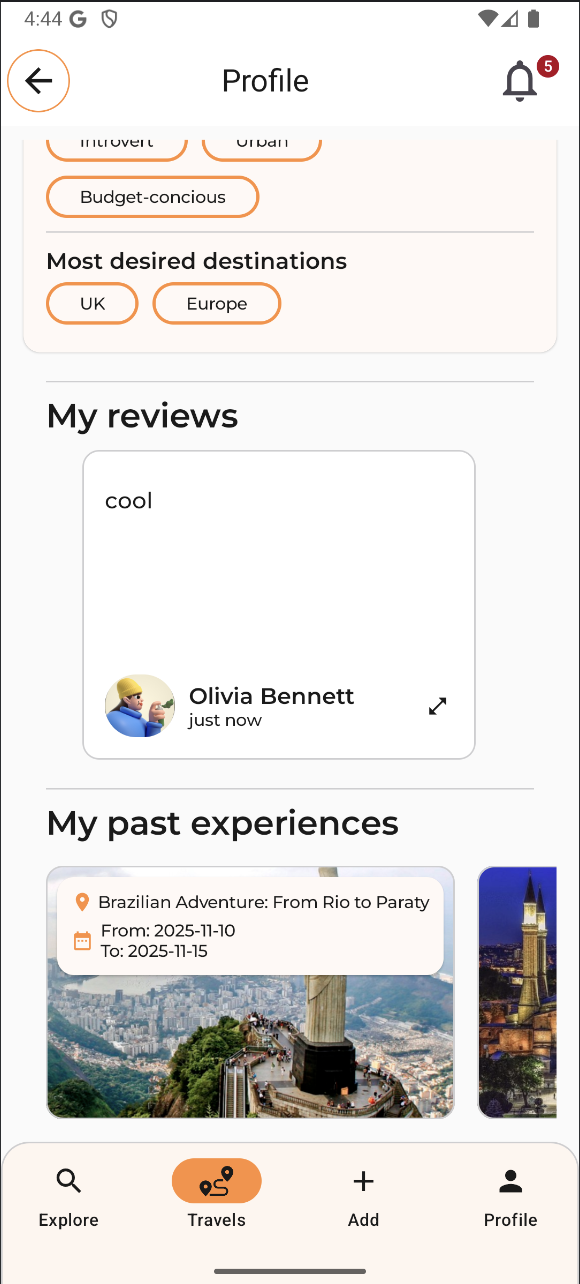 4:44
Profile
5
Introvert Urban
Budget-concious
Most desired destinations
UK Europe
My reviews
cool
Olivia Bennett
just now
My past experiences
Brazilian Adventure: From Rio to Paraty
From: 2025-11-10
To: 2025-11-15
Explore Travels Add Profile